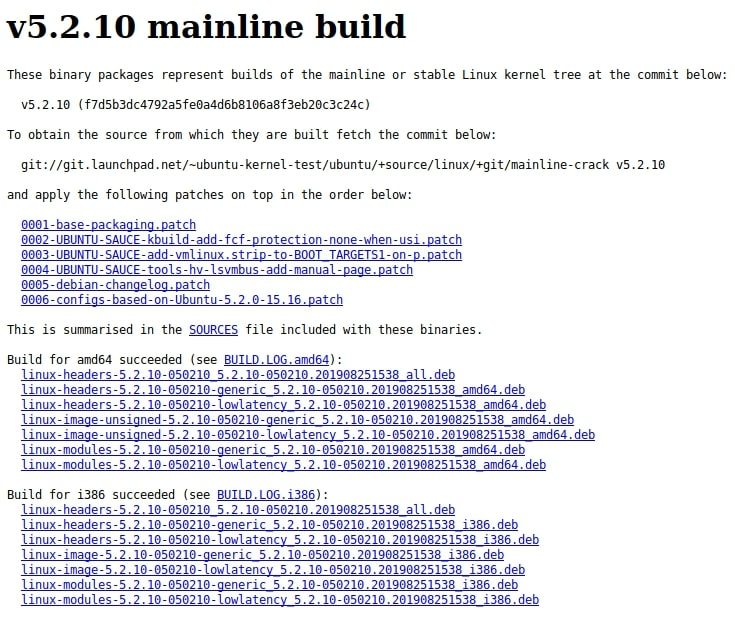 v5.2.10 mainline build
These binary packages represent builds of the mainline or stable Linux kernel tree at the commit below:
v5.2.10 (f7d5b3dc4792a5fe0a4d6b8106a8f3eb20c3c24c)
To obtain the source from which they are built fetch the commit below:
git://git.launchpad.net/~ubuntu-kernel-test/ubuntu/+source/linux/+git/mainline-crack v5.2.10
and apply the following patches on top in the order below:
0001-base-packaging.patch
0002-UBUNTU-SAUCE-kbuild-add-fcf-protection-none-when-usi.patch
0003-UBUNTU-SAUCE-add-vmlinux.strip-to-BOOT_TARGETS1-on-p.patch
0004-UBUNTU-SAUCE-tools-hv-lsvmbus-add-manual-page.patch
0005-debian-changelog.patch
0006-configs-based-on-Ubuntu-5.2.0-15.16.patch
This is summarised in the SOURCES file included with these binaries.
Build for amd64 succeeded (see BUILD.LOG.amd64):
linux-headers-5.2.10-050210_5.2.10-050210.201908251538_all.deb
linux-headers-5.2.10-050210-generic_5.2.10-050210.201908251538_amd64.deb
linux-headers-5.2.10-050210-lowlatency_5.2.10-050210.201908251538_amd64.deb
linux-image-unsigned-5.2.10-050210-generic_5.2.10-050210.201908251538_amd64.deb
linux-image-unsigned-5.2.10-050210-lowlatency_5.2.10-050210.201908251538_amd64.deb
linux-modules-5.2.10-050210-generic_5.2.10-050210.201908251538_amd64.deb
linux-modules-5.2.10-050210-lowlatency_5.2.10-050210.201908251538_amd64.deb
Build for i386 succeeded (see BUILD.LOG.i386):
linux-headers-5.2.10-050210_5.2.10-050210.201908251538_all.deb
linux-headers-5.2.10-050210-generic_5.2.10-050210.201908251538_i386.deb
linux-headers-5.2.10-050210-lowlatency_5.2.10-050210.201908251538_i386.deb
linux-image-5.2.10-050210-generic_5.2.10-050210.201908251538_i386.deb
linux-image-5.2.10-050210-lowlatency_5.2.10-050210.201908251538_i386.deb
linux-modules-5.2.10-050210-generic_5.2.10-050210.201908251538_i386.deb
linux-modules-5.2.10-050210-lowlatency_5.2.10-050210.201908251538_i386.deb